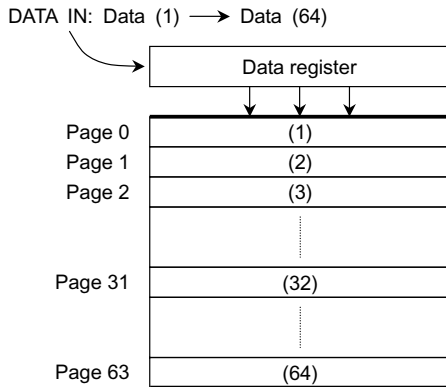 DATA IN: Data (1) Data (64)
Data register
Page 0 (1)
Page 1 (2)
Page 2 (3)
Page 31 (32)
Page 63 (64)